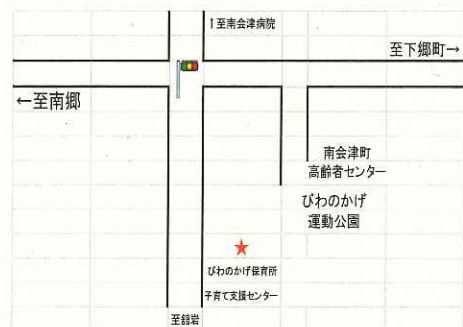 ↑至南会津病院
至下郷町→
←至南郷
南会津町
高齢者センター
びわのかげ
運動公園
★
びわのかげ保育所
子育て支援センター
至舘岩